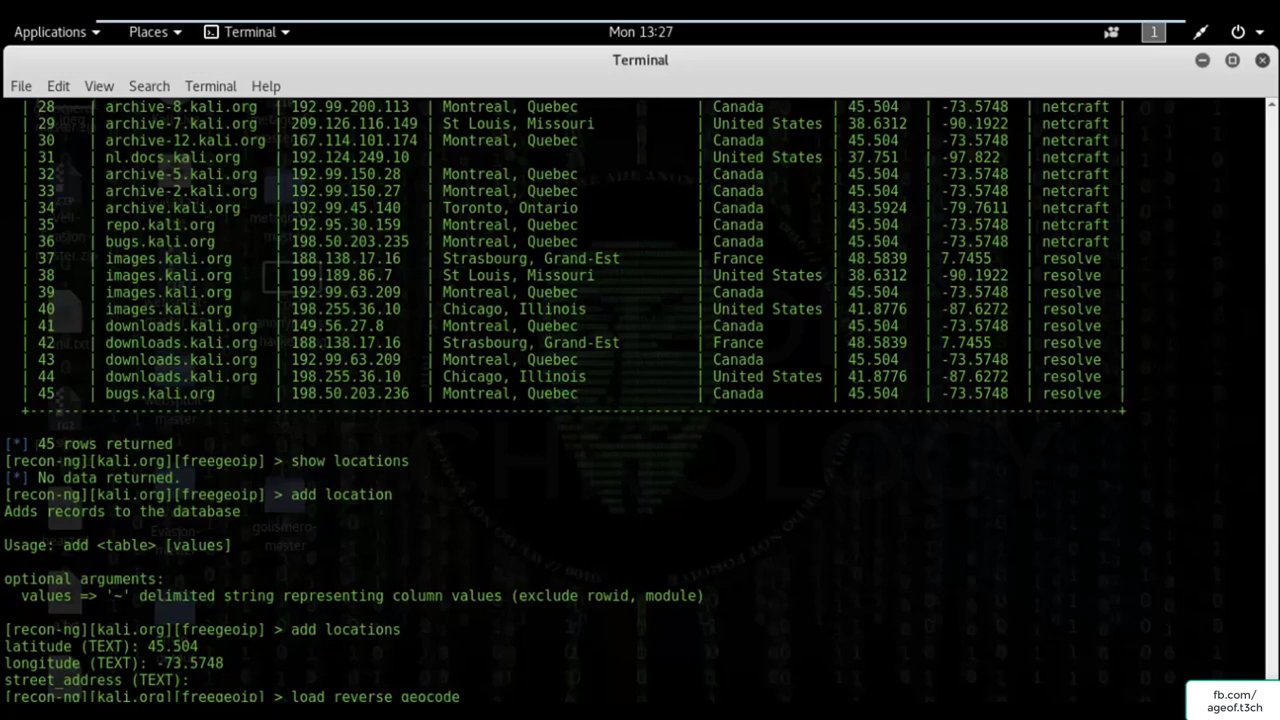 Applications Places Terminal Mon 13:27 1
Terminal
File Edit View Search Terminal Help
| 28 | archive-8.kali.org | 192.99.200.113 | Montreal, Quebec | Canada | 45.504 | -73.5748 | netcraft |
| 29 | archive-7.kali.org | 209.126.116.149 | St Louis, Missouri | United States | 38.6312 | -90.1922 | netcraft |
| 30 | archive-12.kali.org | 167.114.101.174 | Montreal, Quebec | Canada | 45.504 | -73.5748 | netcraft |
| 31 | nl.docs.kali.org | 192.124.249.10 | | United States | 37.751 | -97.822 | netcraft |
| 32 | archive-5.kali.org | 192.99.150.28 | Montreal, Quebec | Canada | 45.504 | -73.5748 | netcraft |
| 33 | archive-2.kali.org | 192.99.150.27 | Montreal, Quebec | Canada | 45.504 | -73.5748 | netcraft |
| 34 | archive.kali.org | 192.99.45.140 | Toronto, Ontario | Canada | 43.5924 | -79.7611 | netcraft |
| 35 | repo.kali.org | 192.95.30.159 | Montreal, Quebec | Canada | 45.504 | -73.5748 | netcraft |
| 36 | bugs.kali.org | 198.50.203.235 | Montreal, Quebec | Canada | 45.504 | -73.5748 | netcraft |
| 37 | images.kali.org | 188.138.17.16 | Strasbourg, Grand-Est | France | 48.5839 | 7.7455 | resolve |
| 38 | images.kali.org | 199.189.86.7 | St Louis, Missouri | United States | 38.6312 | -90.1922 | resolve |
| 39 | images.kali.org | 192.99.63.209 | Montreal, Quebec | Canada | 45.504 | -73.5748 | resolve |
| 40 | images.kali.org | 198.255.36.10 | Chicago, Illinois | United States | 41.8776 | -87.6272 | resolve |
| 41 | downloads.kali.org | 149.56.27.8 | Montreal, Quebec | Canada | 45.504 | -73.5748 | resolve |
| 42 | downloads.kali.org | 188.138.17.16 | Strasbourg, Grand-Est | France | 48.5839 | 7.7455 | resolve |
| 43 | downloads.kali.org | 192.99.63.209 | Montreal, Quebec | Canada | 45.504 | -73.5748 | resolve |
| 44 | downloads.kali.org | 198.255.36.10 | Chicago, Illinois | United States | 41.8776 | -87.6272 | resolve |
| 45 | bugs.kali.org | 198.50.203.236 | Montreal, Quebec | Canada | 45.504 | -73.5748 | resolve |
[*] 45 rows returned
[recon-ng][kali.org][freegeoip] > show locations
[*] No data returned.
[recon-ng][kali.org][freegeoip] > add location
Adds records to the database
Usage: add <table> [values]
optional arguments:
values => '~' delimited string representing column values (exclude rowid, module)
[recon-ng][kali.org][freegeoip] > add locations
latitude (TEXT): 45.504
longitude (TEXT): -73.5748
street_address (TEXT):
[recon-ng][kali.org][freegeoip] > load reverse_geocode
fb.com/
ageof.t3ch